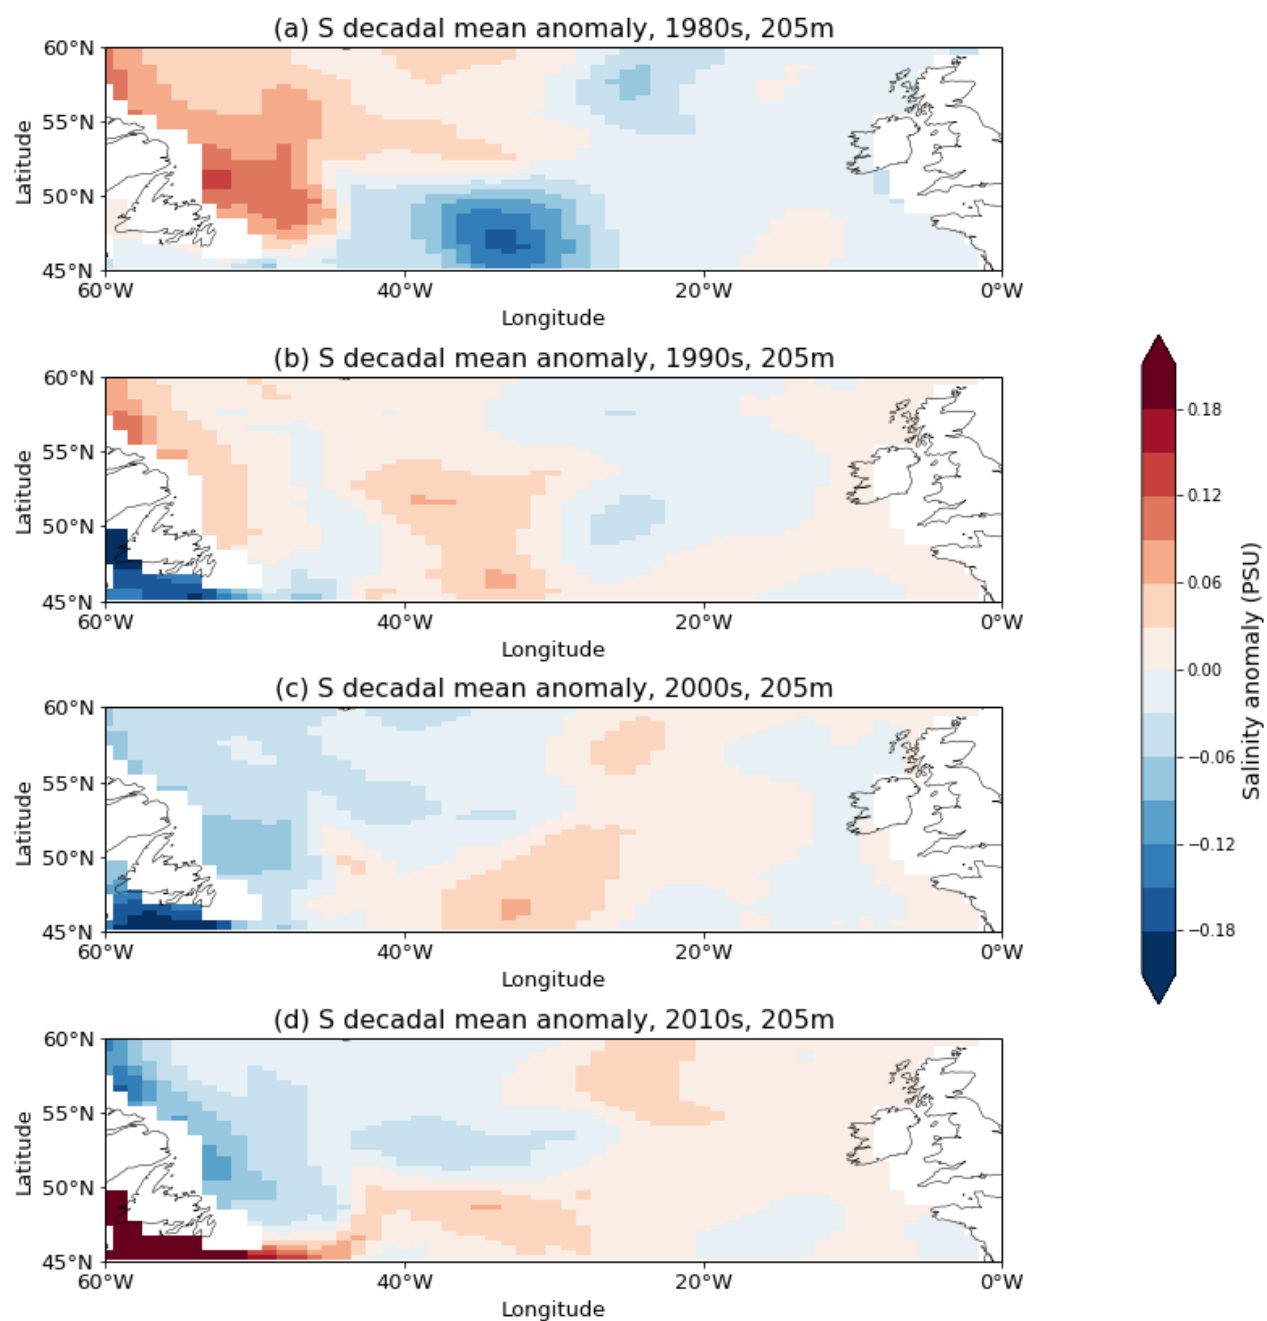 (a) S decadal mean anomaly, 1980s, 205m
60°N
55°N
50°N
45°N
Latitude
60°W 40°W 20°W 0°W
Longitude
(b) S decadal mean anomaly, 1990s, 205m
60°N
55°N
50°N
45°N
Latitude
60°W 40°W 20°W 0°W
Longitude
(c) S decadal mean anomaly, 2000s, 205m
60°N
55°N
50°N
45°N
Latitude
60°W 40°W 20°W 0°W
Longitude
(d) S decadal mean anomaly, 2010s, 205m
60°N
55°N
50°N
45°N
Latitude
60°W 40°W 20°W 0°W
Longitude
0.18
0.12
0.06
0.00
−0.06
−0.12
−0.18
Salinity anomaly (PSU)